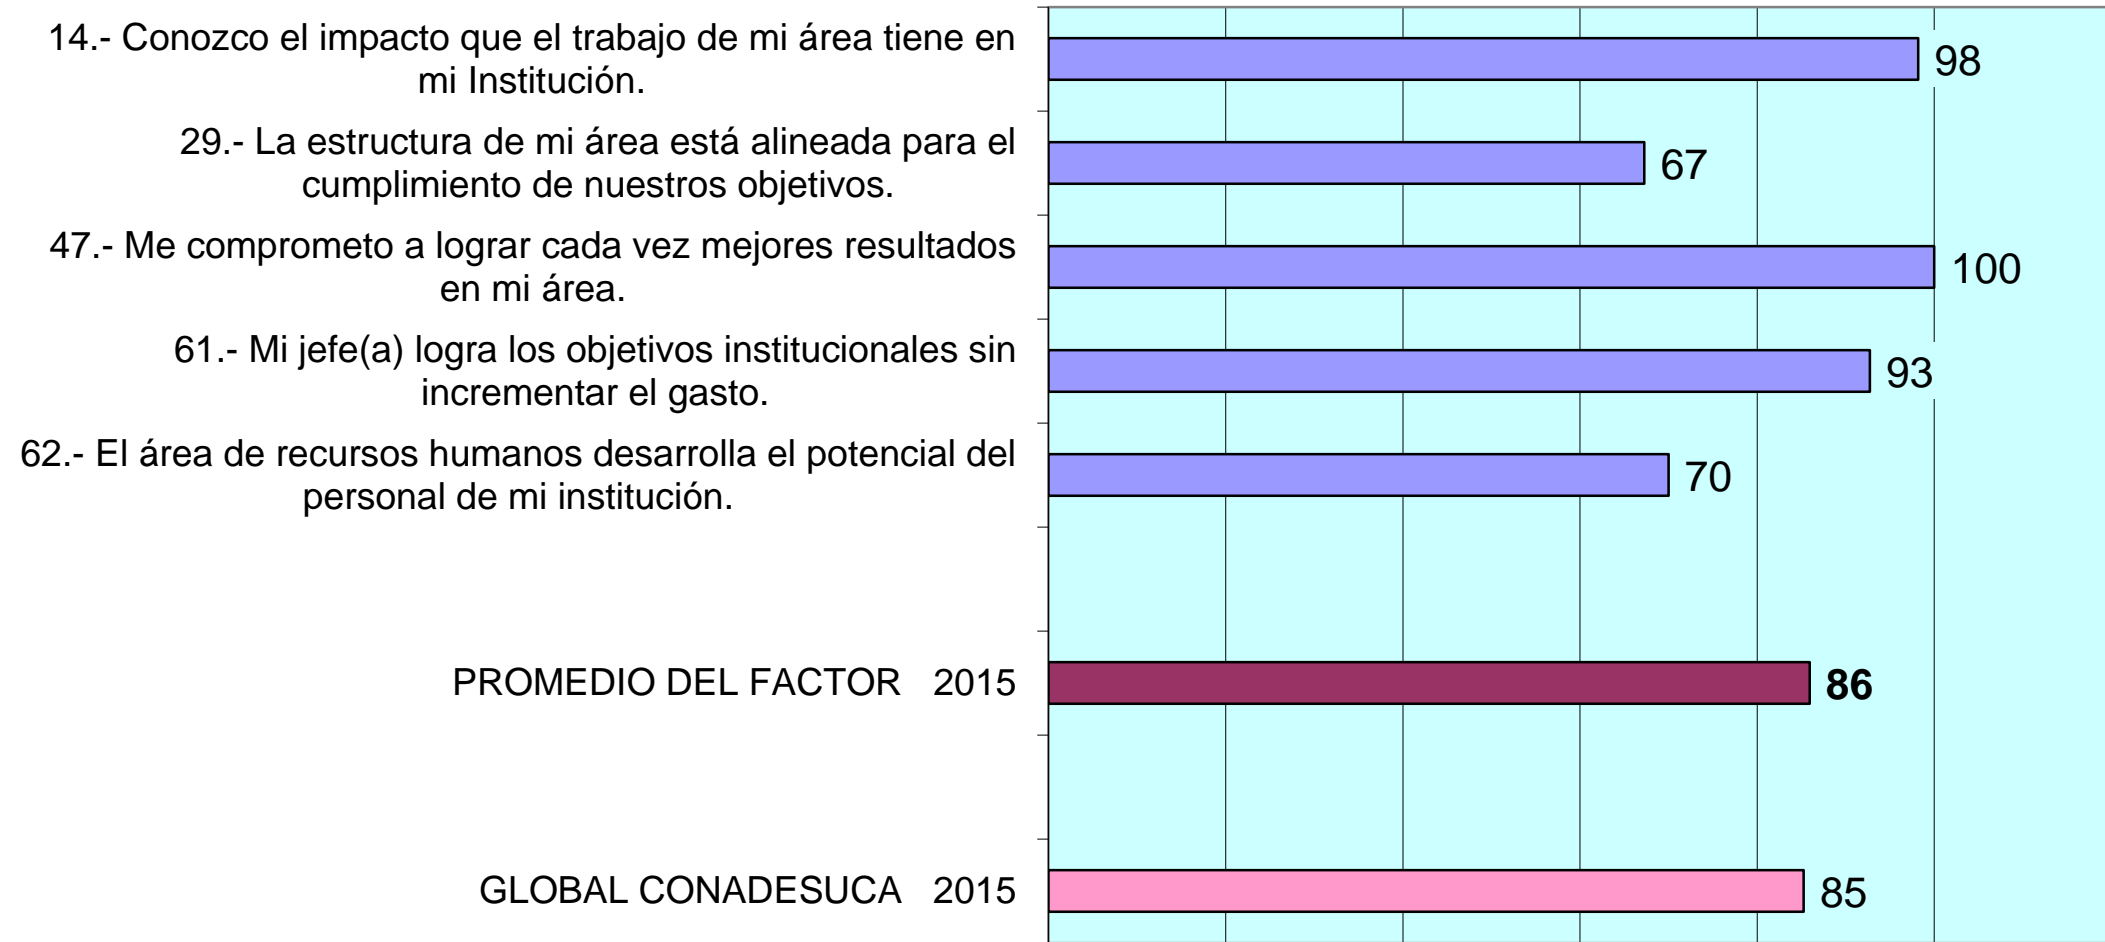 14.- Conozco el impacto que el trabajo de mi área tiene en
mi Institución.
98
29.- La estructura de mi área está alineada para el
cumplimiento de nuestros objetivos.
67
47.- Me comprometo a lograr cada vez mejores resultados
en mi área.
100
61.- Mi jefe(a) logra los objetivos institucionales sin
incrementar el gasto.
93
62.- El área de recursos humanos desarrolla el potencial del
personal de mi institución.
70
PROMEDIO DEL FACTOR 2015
86
GLOBAL CONADESUCA 2015
85